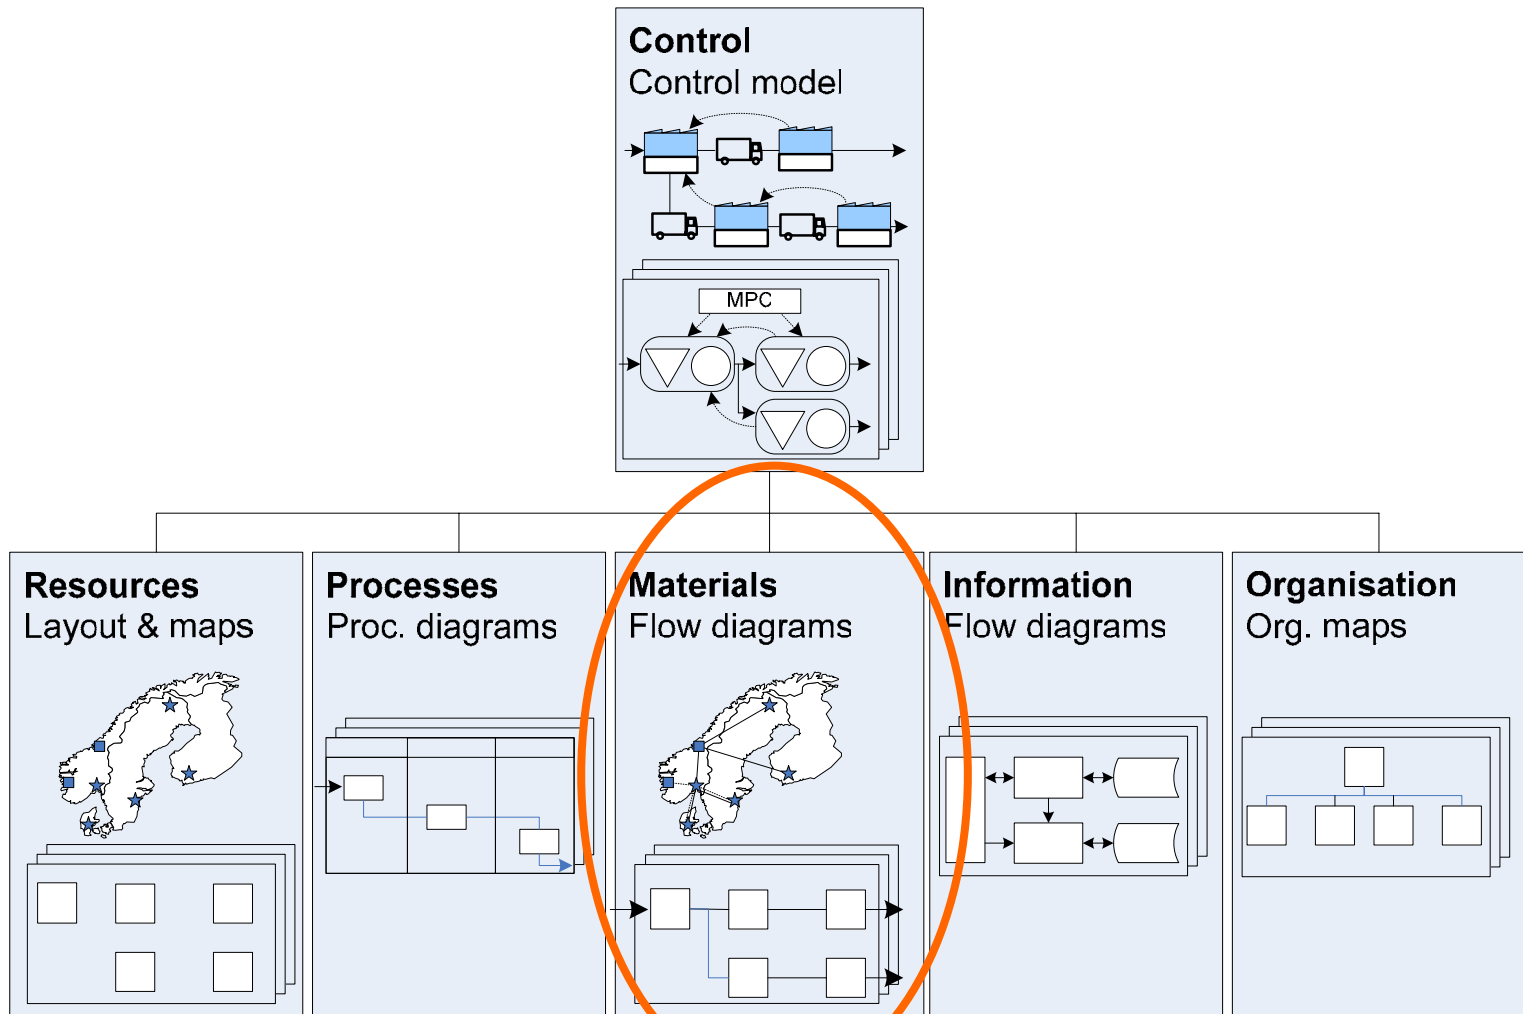 Control
Control model
MPC
Resources
Layout & maps
Processes
Proc. diagrams
Materials
Flow diagrams
Information
Flow diagrams
Organisation
Org. maps